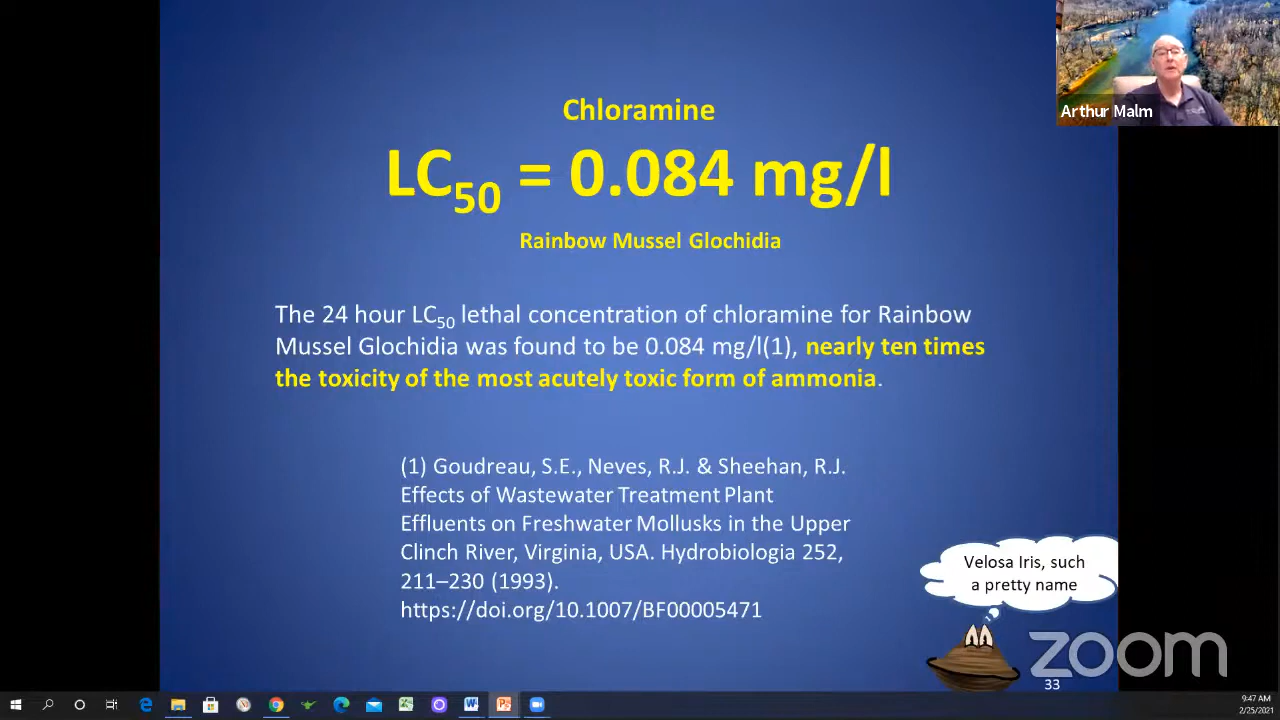 Arthur Malm
Chloramine
LC50 = 0.084 mg/l
Rainbow Mussel Glochidia
The 24 hour LC50 lethal concentration of chloramine for Rainbow
Mussel Glochidia was found to be 0.084 mg/l(1), nearly ten times
the toxicity of the most acutely toxic form of ammonia.
(1) Goudreau, S.E., Neves, R.J. & Sheehan, R.J.
Effects of Wastewater Treatment Plant
Effluents on Freshwater Mollusks in the Upper
Clinch River, Virginia, USA. Hydrobiologia 252,
211–230 (1993).
https://doi.org/10.1007/BF00005471
Velosa Iris, such
a pretty name
zoom
33
9:47 AM
2/25/2021